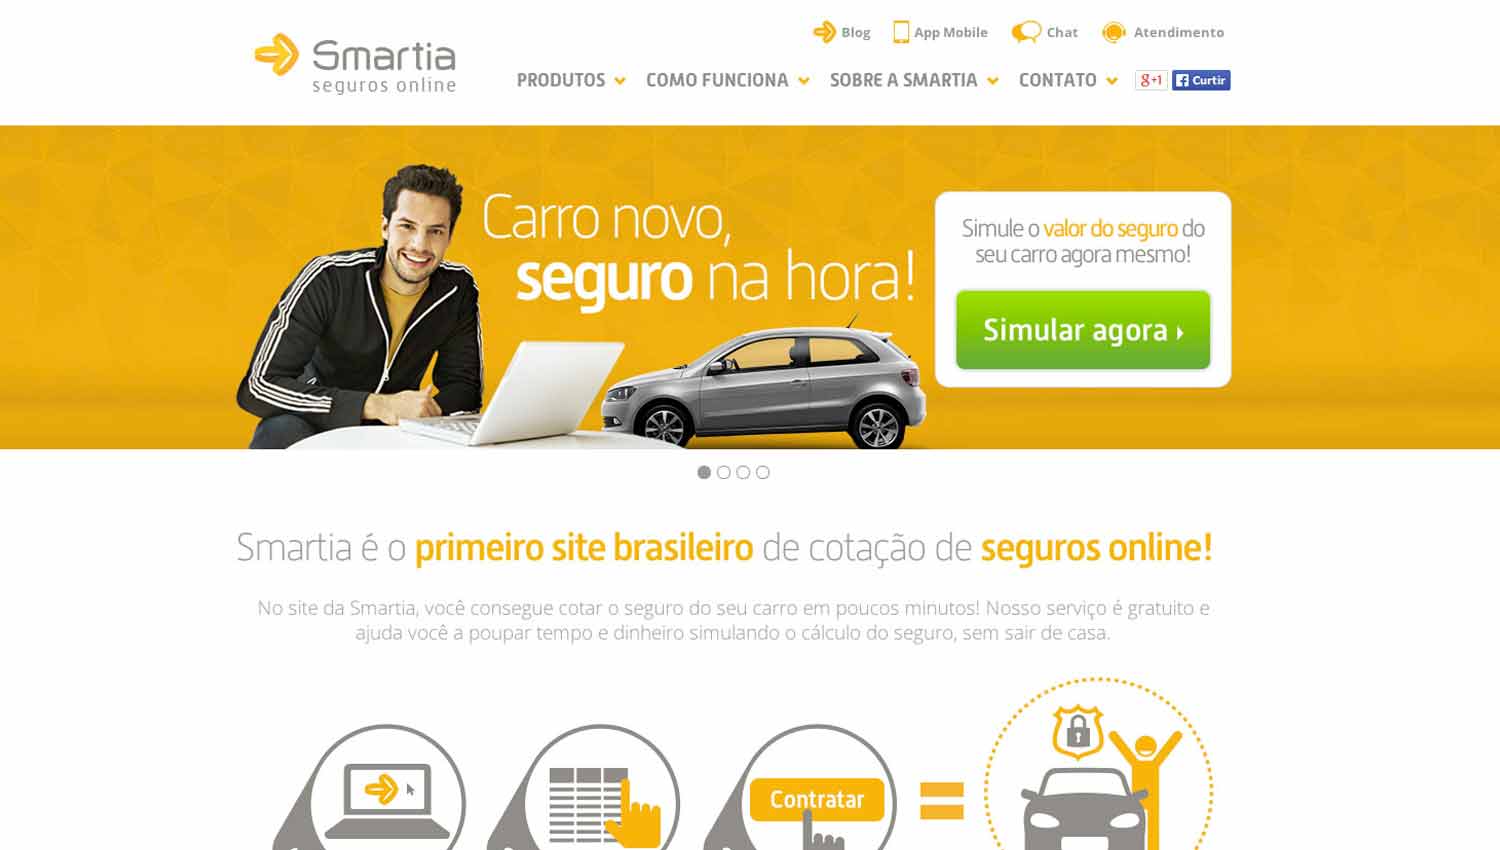 Smartia
seguros online
Blog
App Mobile
Chat
Atendimento
PRODUTOS
COMO FUNCIONA
SOBRE A SMARTIA
CONTATO
g+1
Curtir
Carro novo,
seguro na hora!
Simule o valor do seguro do
seu carro agora mesmo!
Simular agora
Smartia é o primeiro site brasileiro de cotação de seguros online!
No site da Smartia, você consegue cotar o seguro do seu carro em poucos minutos! Nosso serviço é gratuito e
ajuda você a poupar tempo e dinheiro simulando o cálculo do seguro, sem sair de casa.
Contratar